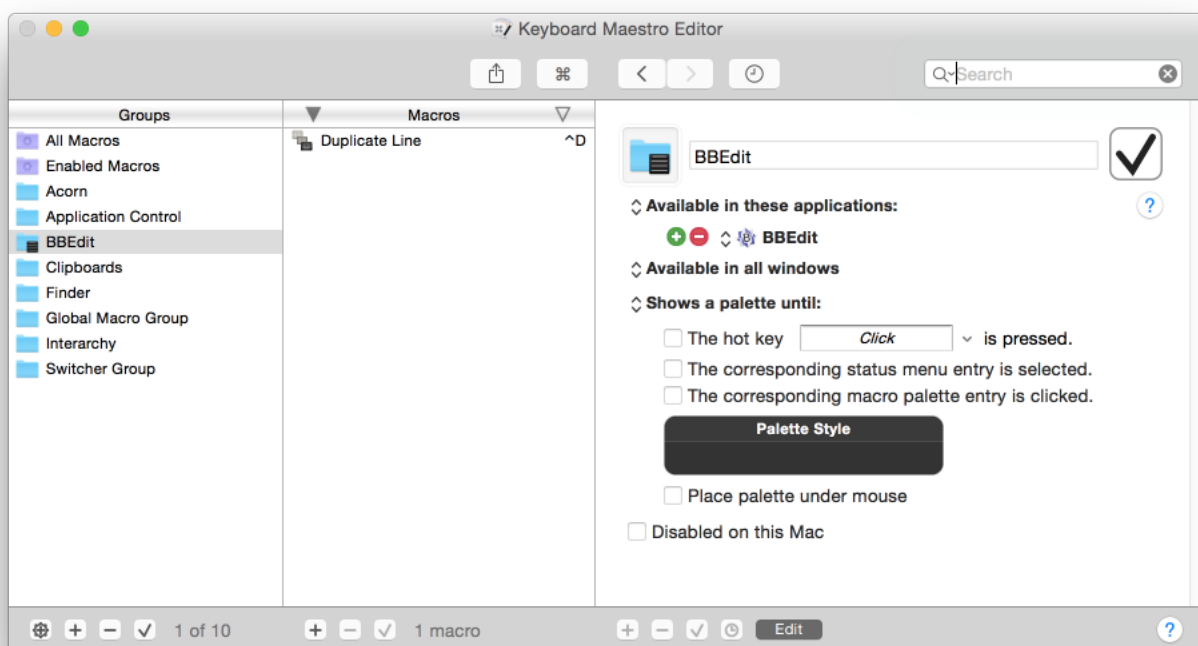 Keyboard Maestro Editor
Search
Groups
Macros
All Macros
Enabled Macros
Acorn
Application Control
BBEdit
Clipboards
Finder
Global Macro Group
Interarchy
Switcher Group
Duplicate Line ^D
BBEdit
Available in these applications:
BBEdit
Available in all windows
Shows a palette until:
The hot key Click is pressed.
The corresponding status menu entry is selected.
The corresponding macro palette entry is clicked.
Palette Style
Place palette under mouse
Disabled on this Mac
1 of 10
1 macro
Edit